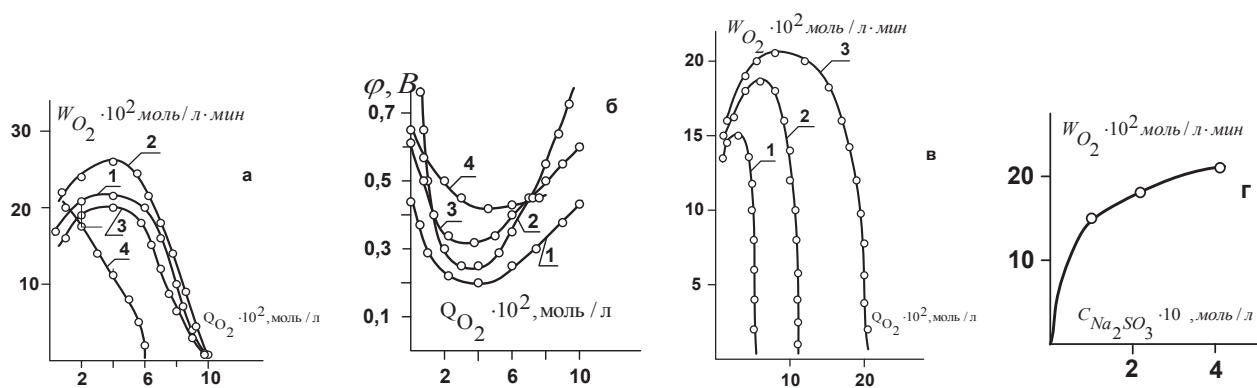 W_{O_2} ·10^2 моль/л·мин
30
20
10
1
2
3
4
а
Q_{O_2} ·10^2, моль/л
2 6 10
φ, В
б
0,7
0,5
0,3
0,1
4
3
2
1
Q_{O_2} ·10^2, моль/л
2 6 10
W_{O_2} ·10^2 моль/л·мин
20
15
10
5
3
2
1
в
Q_{O_2} ·10^2, моль/л
10 20
W_{O_2} ·10^2 моль/л·мин
20
10
г
C_{Na_2SO_3} ·10 , моль/л
2 4